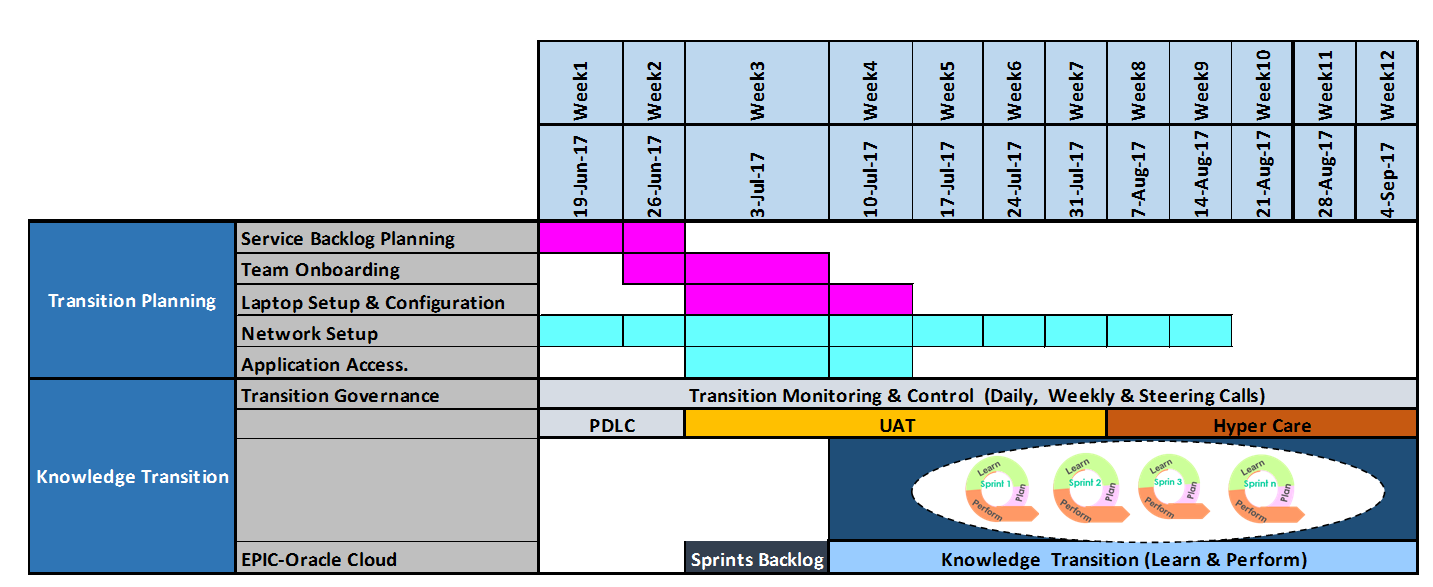 Week1
Week2
Week3
Week4
Week5
Week6
Week7
Week8
Week9
Week10
Week11
Week12
19-Jun-17
26-Jun-17
3-Jul-17
10-Jul-17
17-Jul-17
24-Jul-17
31-Jul-17
7-Aug-17
14-Aug-17
21-Aug-17
28-Aug-17
4-Sep-17
Transition Planning
Service Backlog Planning
Team Onboarding
Laptop Setup & Configuration
Network Setup
Application Access.
Knowledge Transition
Transition Governance
Transition Monitoring & Control (Daily, Weekly & Steering Calls)
PDLC
UAT
Hyper Care
Learn
Sprint 1
Plan
Perform
Learn
Sprint 2
Plan
Perform
Learn
Sprint 3
Plan
Perform
Learn
Sprint n
Plan
Perform
EPIC-Oracle Cloud
Sprints Backlog
Knowledge Transition (Learn & Perform)